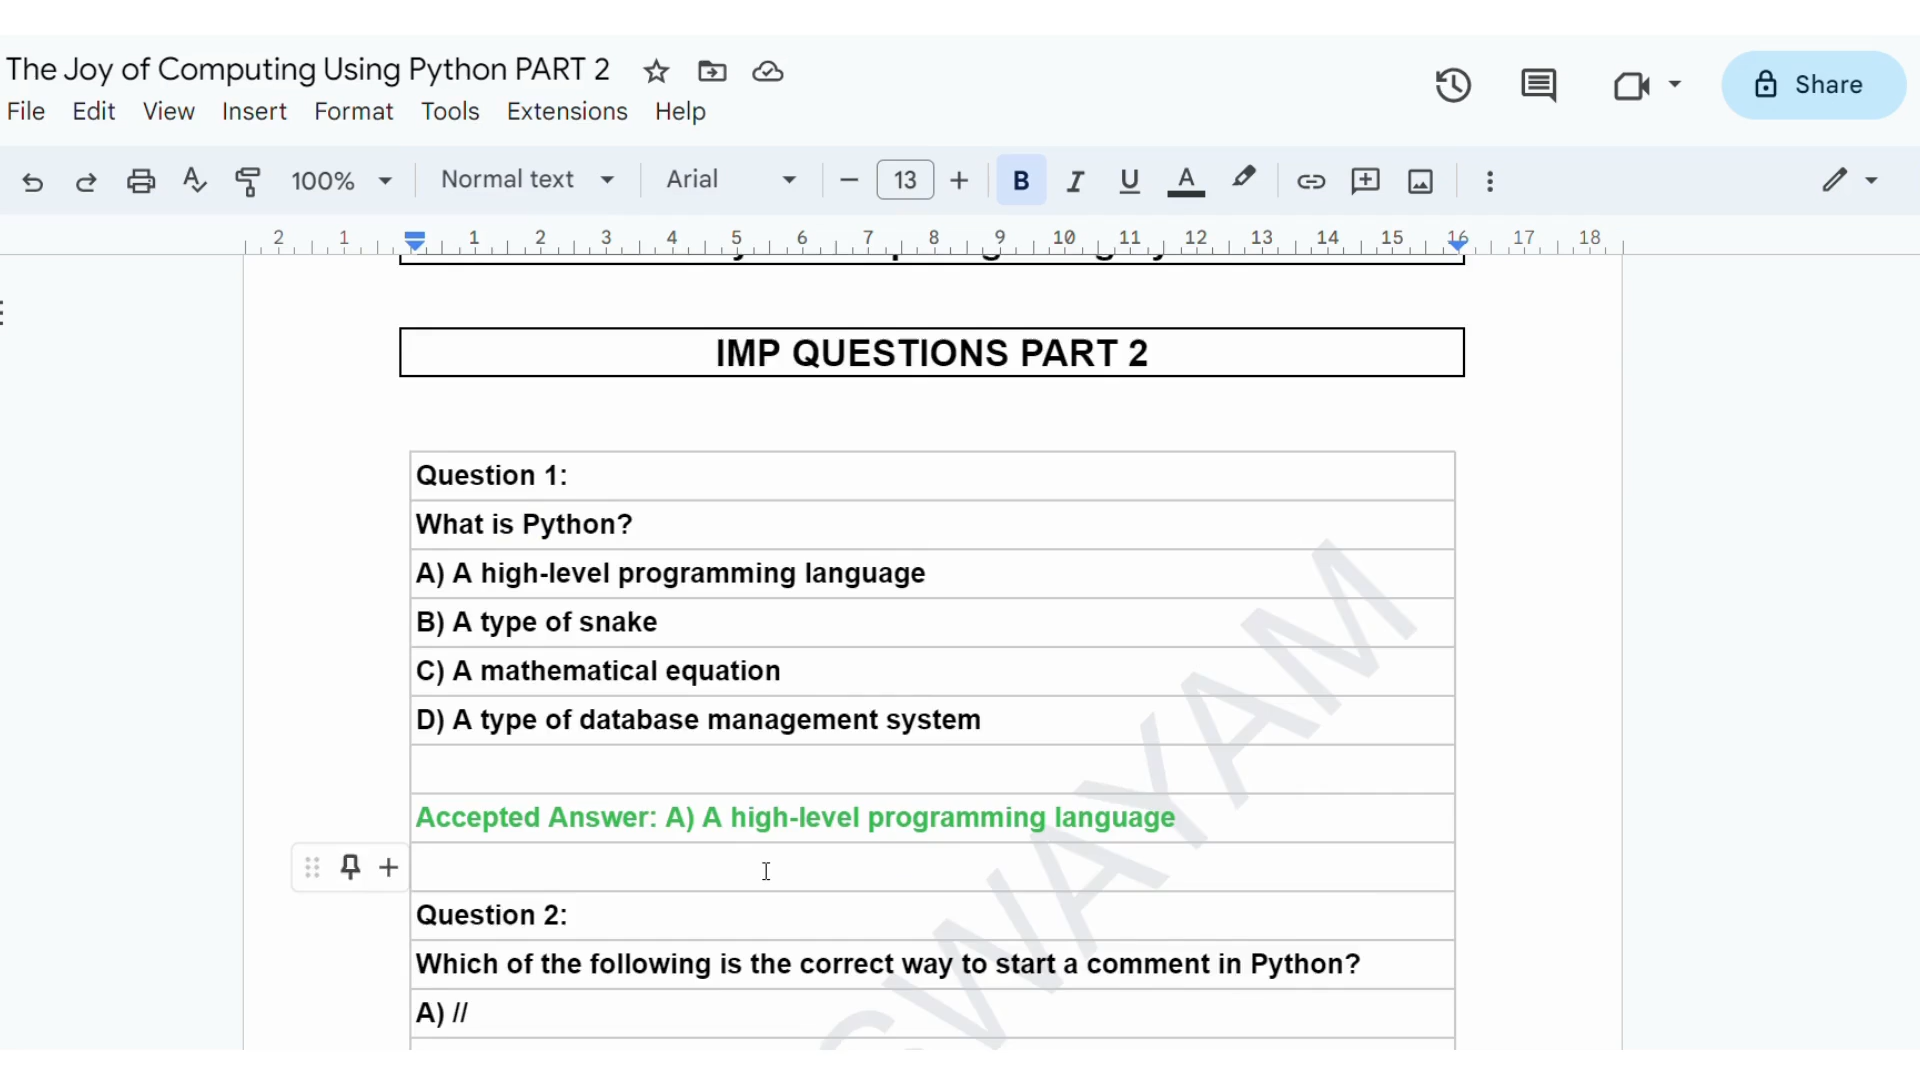 The Joy of Computing Using Python PART 2
File Edit View Insert Format Tools Extensions Help
Share
100% Normal text Arial 13 B I U A
2 1 1 2 3 4 5 6 7 8 9 10 11 12 13 14 15 16 17 18
IMP QUESTIONS PART 2
Question 1:
What is Python?
A) A high-level programming language
B) A type of snake
C) A mathematical equation
D) A type of database management system
Accepted Answer: A) A high-level programming language
Question 2:
Which of the following is the correct way to start a comment in Python?
A) //
SWAYAM